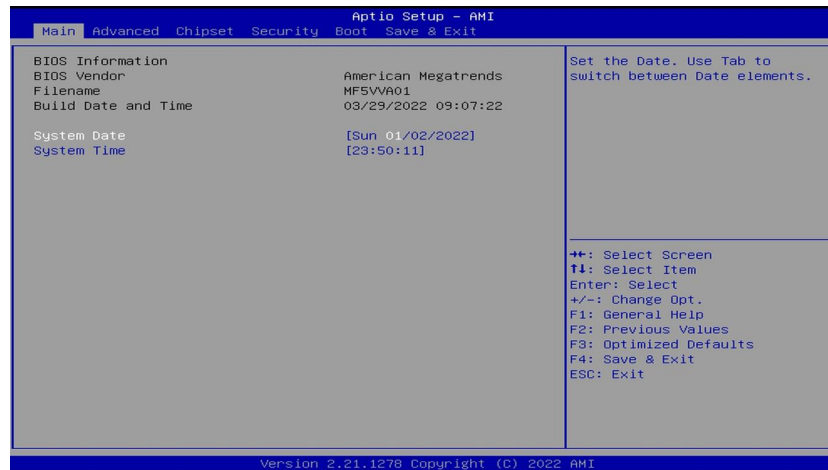 Aptio Setup – AMI
Main Advanced Chipset Security Boot Save & Exit
BIOS Information
BIOS Vendor American Megatrends
Filename MF5VVA01
Build Date and Time 03/29/2022 09:07:22
System Date [Sun 01/02/2022]
System Time [23:50:11]
Set the Date. Use Tab to
switch between Date elements.
→←: Select Screen
↑↓: Select Item
Enter: Select
+/-: Change Opt.
F1: General Help
F2: Previous Values
F3: Optimized Defaults
F4: Save & Exit
ESC: Exit
Version 2.21.1278 Copyright (C) 2022 AMI